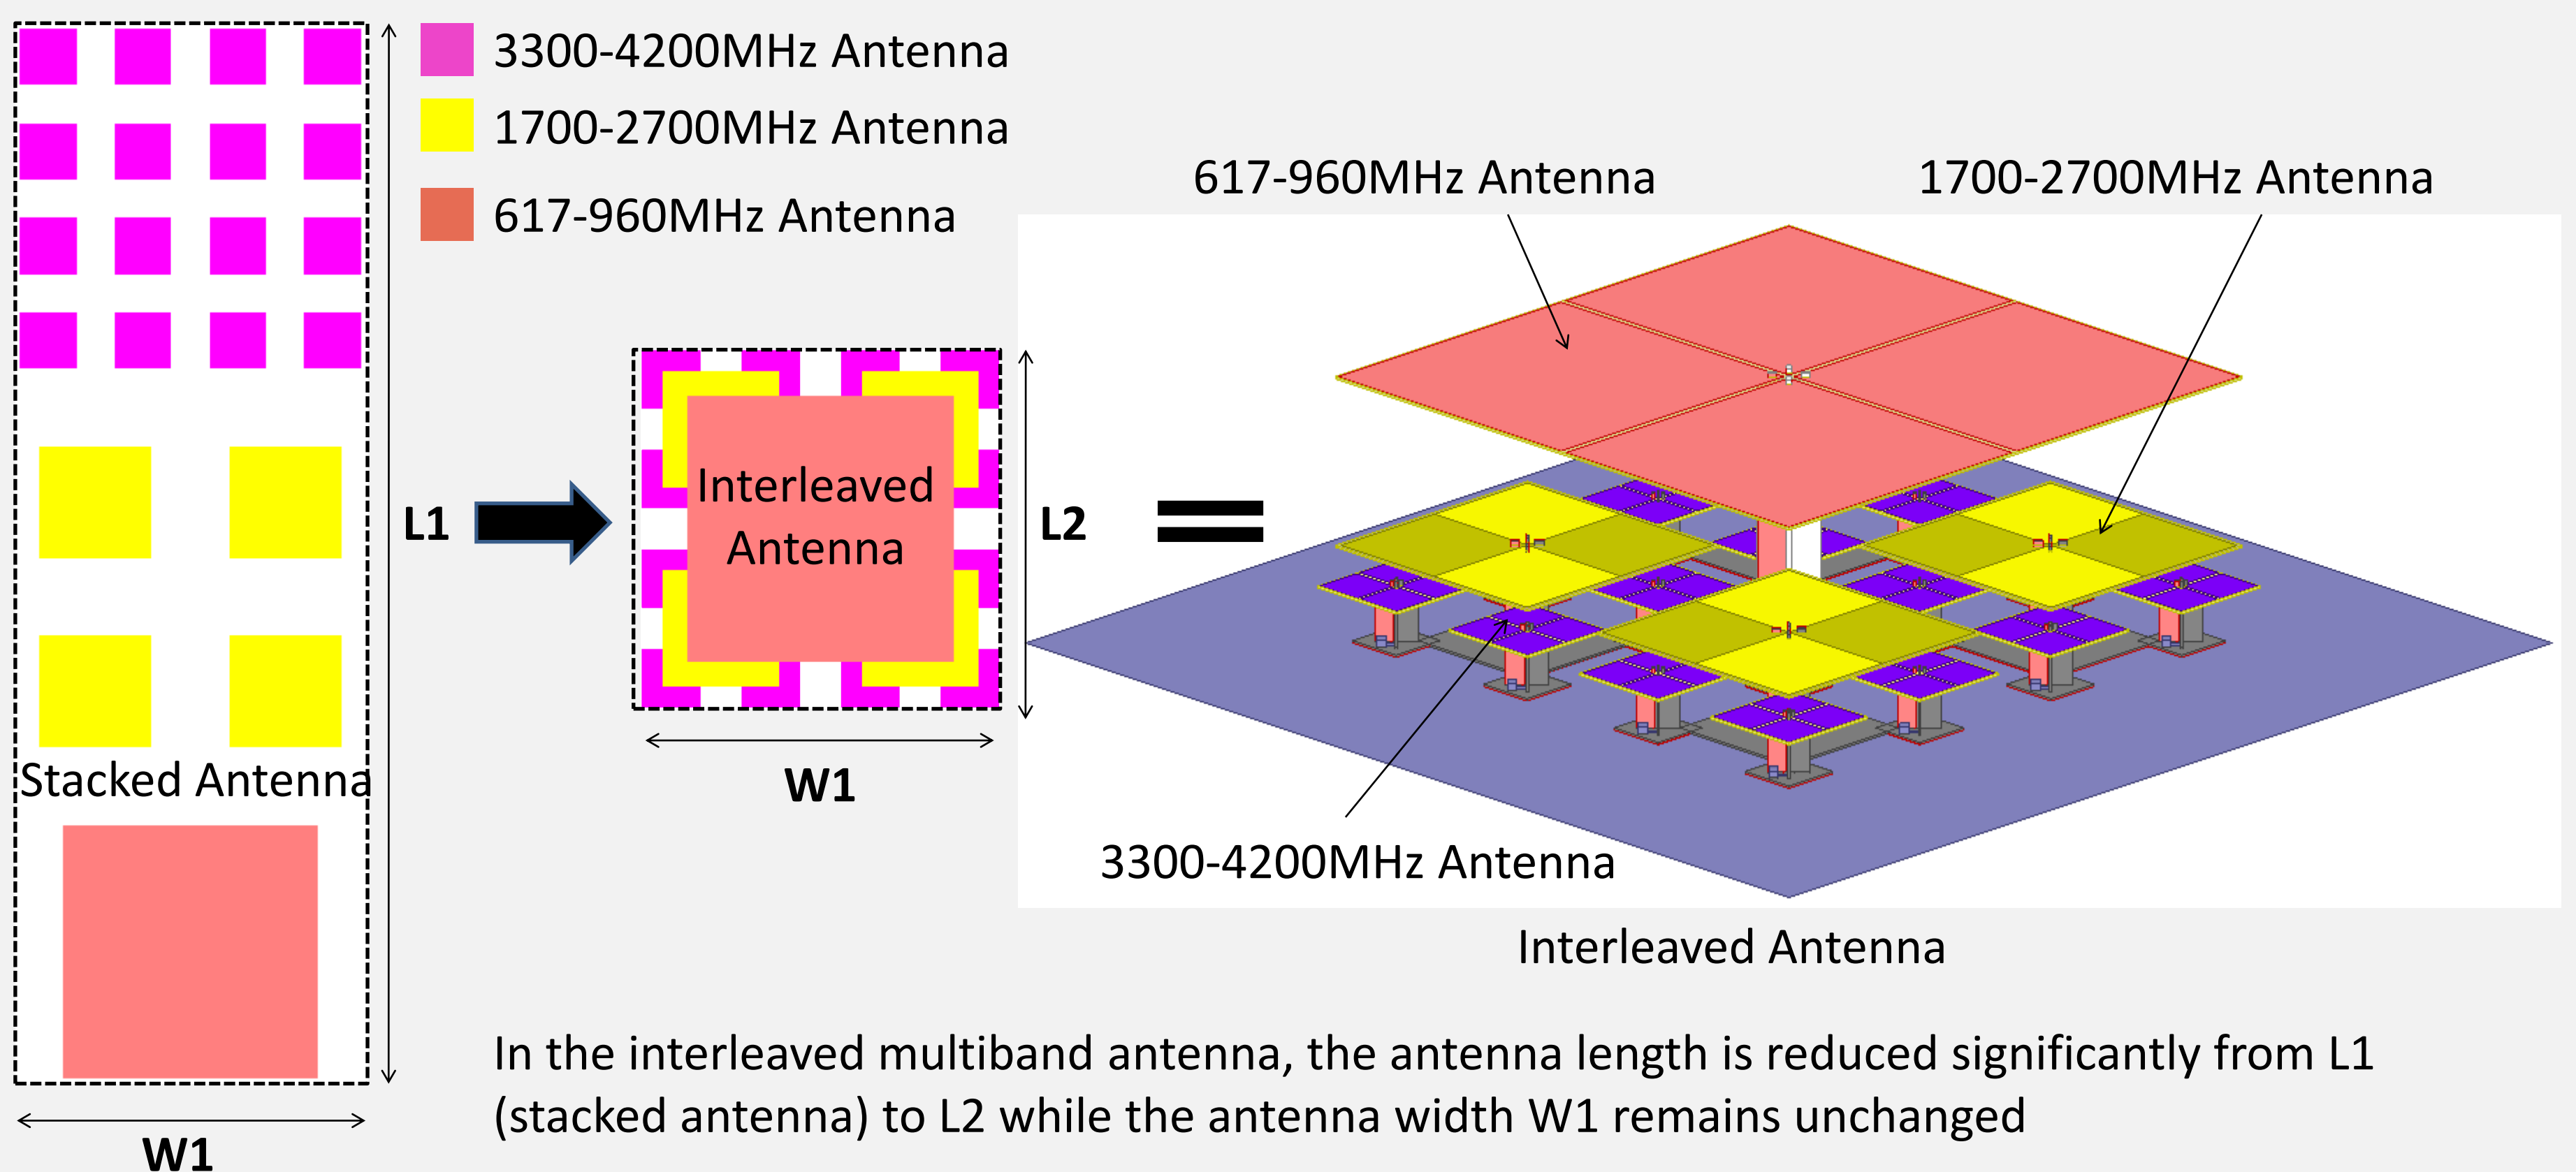 3300-4200MHz Antenna
1700-2700MHz Antenna
617-960MHz Antenna
617-960MHz Antenna
1700-2700MHz Antenna
L1
Interleaved
Antenna
L2
W1
Stacked Antenna
3300-4200MHz Antenna
Interleaved Antenna
W1
In the interleaved multiband antenna, the antenna length is reduced significantly from L1
(stacked antenna) to L2 while the antenna width W1 remains unchanged